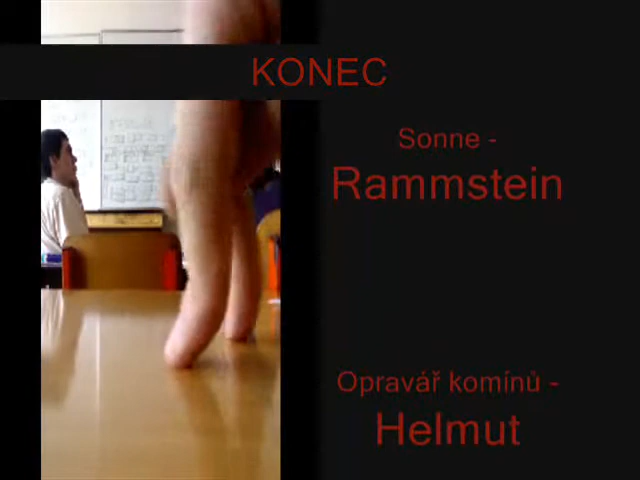 KONEC
Sonne -
Rammstein
Opravář komínů -
Helmut